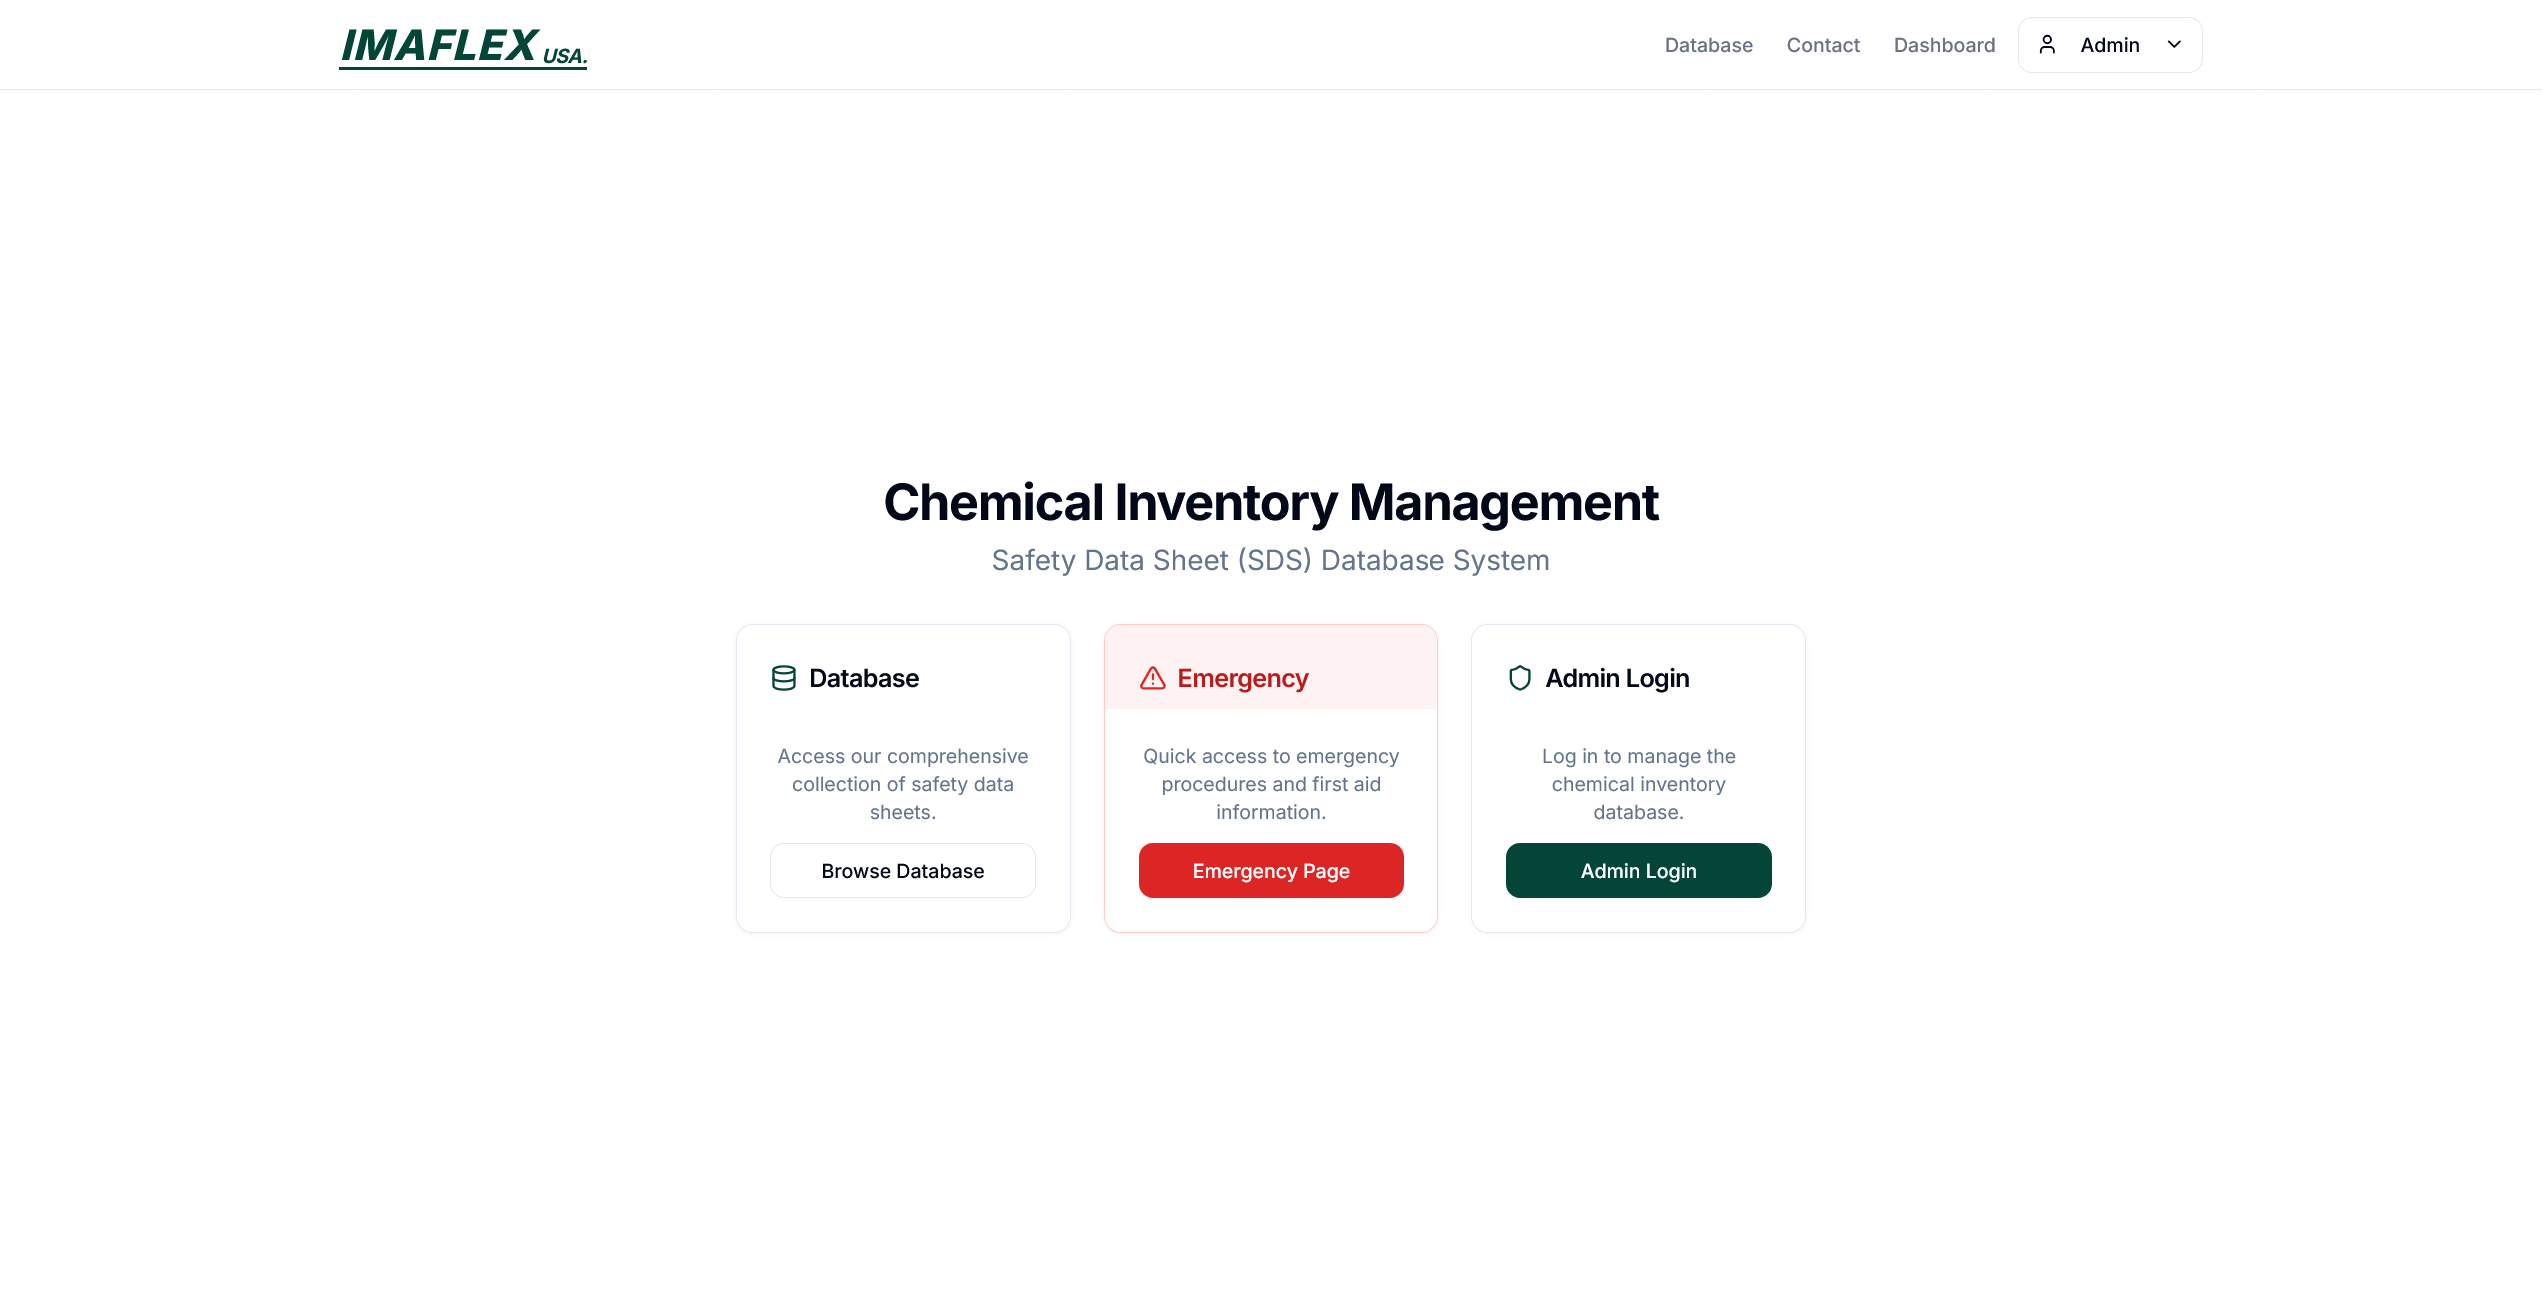 IMAFLEX USA.
Database
Contact
Dashboard
Admin
Chemical Inventory Management
Safety Data Sheet (SDS) Database System
Database
Access our comprehensive
collection of safety data
sheets.
Browse Database
Emergency
Quick access to emergency
procedures and first aid
information.
Emergency Page
Admin Login
Log in to manage the
chemical inventory
database.
Admin Login